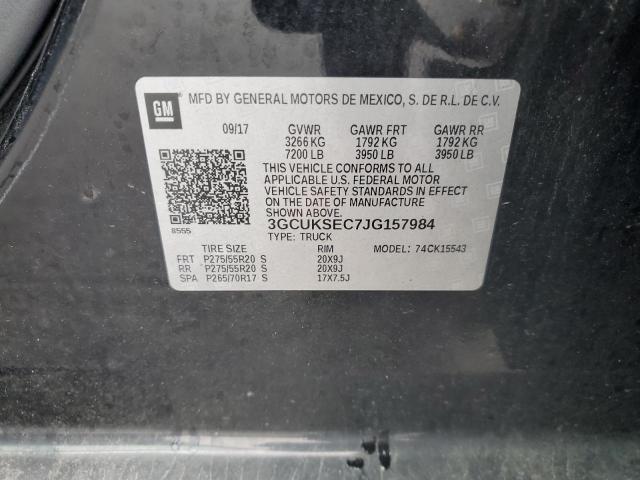 GM MFD BY GENERAL MOTORS DE MEXICO, S. DE R.L. DE C.V.
09/17 GVWR GAWR FRT GAWR RR
3266 KG 1792 KG 1792 KG
7200 LB 3950 LB 3950 LB
THIS VEHICLE CONFORMS TO ALL
APPLICABLE U.S. FEDERAL MOTOR
VEHICLE SAFETY STANDARDS IN EFFECT
ON THE DATE OF MANUFACTURE
SHOWN ABOVE.
8555 3GCUKSEC7JG157984
TYPE: TRUCK MODEL: 74CK15543
TIRE SIZE RIM
FRT P275/55R20 S 20X9J
RR P275/55R20 S 20X9J
SPA P265/70R17 S 17X7.5J